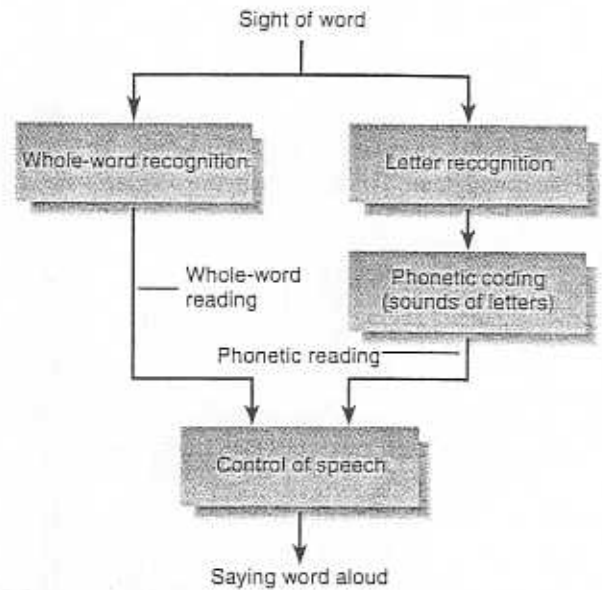 Sight of word
Whole-word recognition
Letter recognition
Whole-word
reading
Phonetic coding
(sounds of letters)
Phonetic reading
Control of speech
Saying word aloud